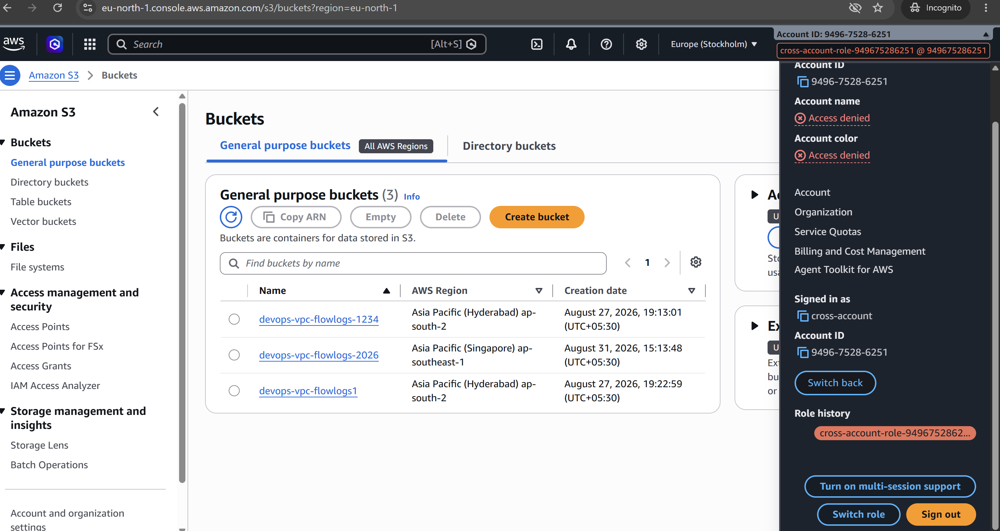 eu-north-1.console.aws.amazon.com/s3/buckets?region=eu-north-1
Incognito
aws
Search
[Alt+S]
Europe (Stockholm)
Account ID: 9496-7528-6251
cross-account-role-949675286251 @ 949675286251
Amazon S3
Buckets
Amazon S3
Buckets
General purpose buckets
Directory buckets
Table buckets
Vector buckets
Files
File systems
Access management and
security
Access Points
Access Points for FSx
Access Grants
IAM Access Analyzer
Storage management and
insights
Storage Lens
Batch Operations
Account and organization
settings
Buckets
General purpose buckets
All AWS Regions
Directory buckets
General purpose buckets (3) Info
Copy ARN
Empty
Delete
Create bucket
Buckets are containers for data stored in S3.
Find buckets by name
1
Name
AWS Region
Creation date
devops-vpc-flowlogs-1234
Asia Pacific (Hyderabad) ap-
south-2
August 27, 2026, 19:13:01
(UTC+05:30)
devops-vpc-flowlogs-2026
Asia Pacific (Singapore) ap-
southeast-1
August 31, 2026, 15:13:48
(UTC+05:30)
devops-vpc-flowlogs1
Asia Pacific (Hyderabad) ap-
south-2
August 27, 2026, 19:22:59
(UTC+05:30)
or
Account ID
9496-7528-6251
Account name
Access denied
Account color
Access denied
Account
Organization
Service Quotas
Billing and Cost Management
Agent Toolkit for AWS
Signed in as
cross-account
Account ID
9496-7528-6251
Switch back
Role history
cross-account-role-9496752862...
Turn on multi-session support
Switch role
Sign out